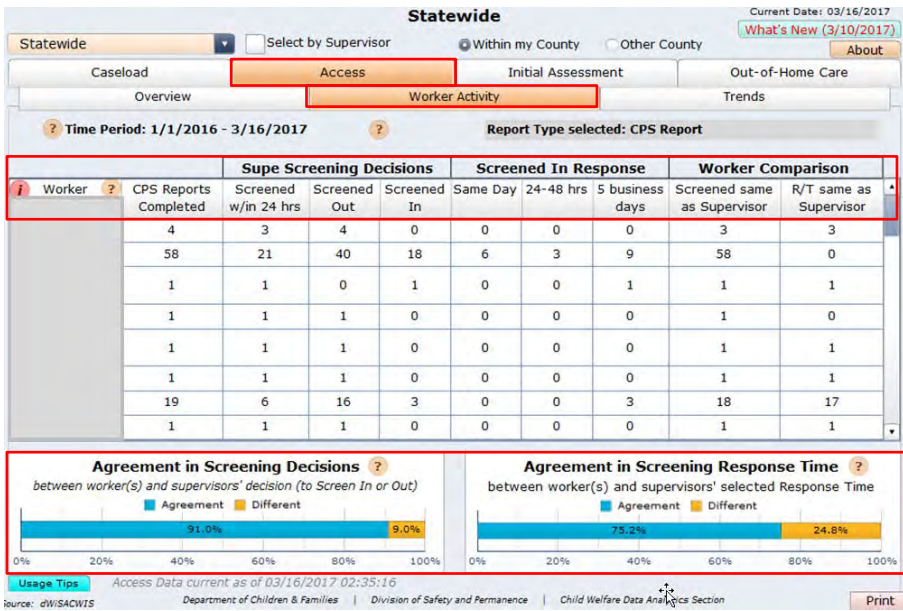 Statewide
Current Date: 03/16/2017
What's New (3/10/2017)
Statewide Select by Supervisor Within my County Other County About
Caseload Access Initial Assessment Out-of-Home Care
Overview Worker Activity Trends
? Time Period: 1/1/2016 - 3/16/2017 ? Report Type selected: CPS Report
Supe Screening Decisions Screened In Response Worker Comparison
i Worker ? CPS Reports Screened Screened Screened Same Day 24-48 hrs 5 business Screened same R/T same as
Completed w/in 24 hrs Out In days as Supervisor Supervisor
4 3 4 0 0 0 0 3 3
58 21 40 18 6 3 9 58 0
1 1 0 1 0 0 1 1 1
1 1 1 0 0 0 0 1 0
1 1 1 0 0 0 0 1 1
1 1 1 0 0 0 0 1 1
19 6 16 3 0 0 3 18 17
1 1 1 0 0 0 0 1 1
Agreement in Screening Decisions ?
between worker(s) and supervisors' decision (to Screen In or Out)
Agreement Different
91.0% 9.0%
0% 20% 40% 60% 80% 100%
Agreement in Screening Response Time ?
between worker(s) and supervisors' selected Response Time
Agreement Different
75.2% 24.8%
0% 20% 40% 60% 80% 100%
Usage Tips Access Data current as of 03/16/2017 02:35:16
Source: dWiSACWIS Department of Children & Families | Division of Safety and Permanence | Child Welfare Data Analytics Section Print